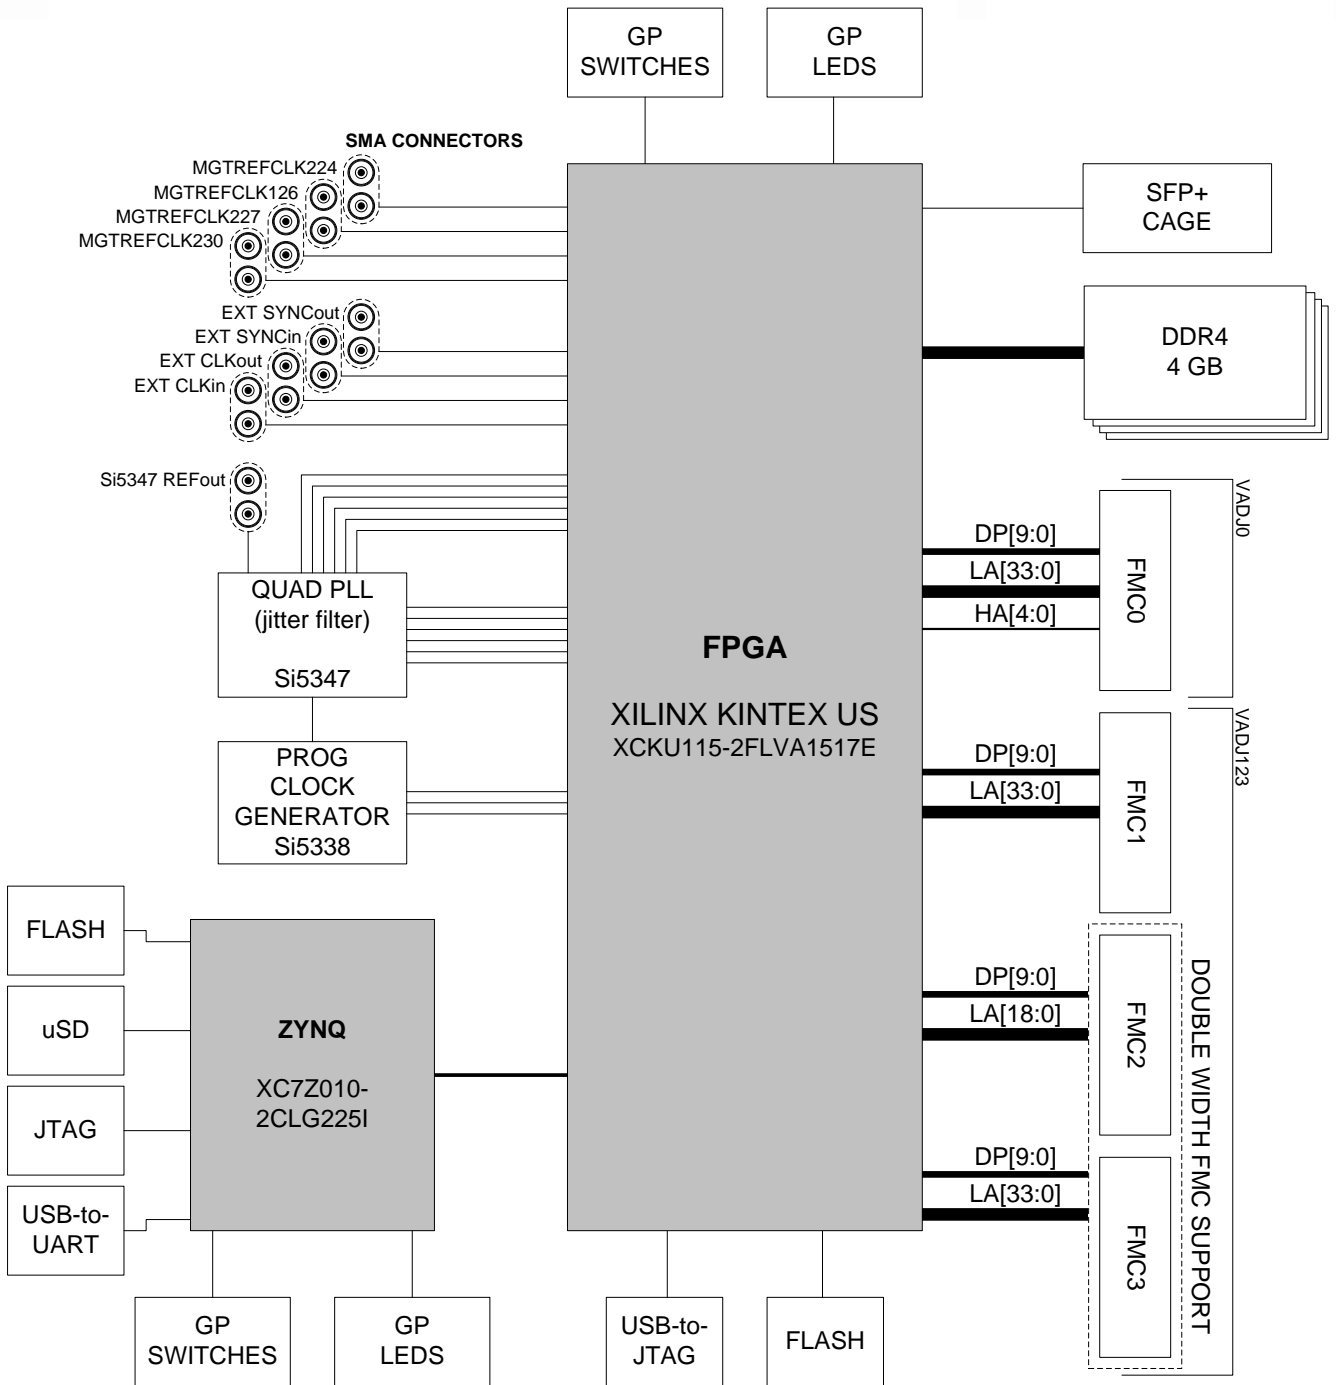 GP
SWITCHES
GP
LEDS
SMA CONNECTORS
MGTREFCLK224
MGTREFCLK126
MGTREFCLK227
MGTREFCLK230
SFP+
CAGE
EXT SYNCout
EXT SYNCin
EXT CLKout
EXT CLKin
DDR4
4 GB
Si5347 REFout
QUAD PLL
(jitter filter)
Si5347
PROG
CLOCK
GENERATOR
Si5338
FPGA
XILINX KINTEX US
XCKU115-2FLVA1517E
DP[9:0]
LA[33:0]
HA[4:0]
FMC0
VADJ0
DP[9:0]
LA[33:0]
FMC1
VADJ123
DP[9:0]
LA[18:0]
FMC2
DP[9:0]
LA[33:0]
FMC3
DOUBLE WIDTH FMC SUPPORT
FLASH
uSD
JTAG
USB-to-
UART
ZYNQ
XC7Z010-
2CLG225I
GP
SWITCHES
GP
LEDS
USB-to-
JTAG
FLASH